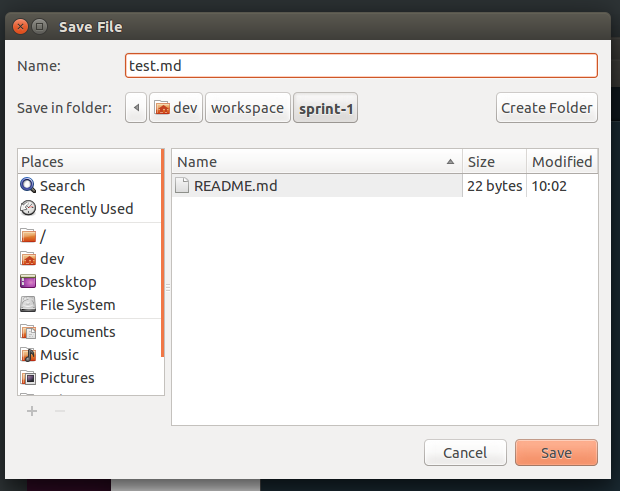 Save File
Name: test.md
Save in folder: dev workspace sprint-1 Create Folder
Places
Search
Recently Used
/
dev
Desktop
File System
Documents
Music
Pictures
Name Size Modified
README.md 22 bytes 10:02
Cancel Save